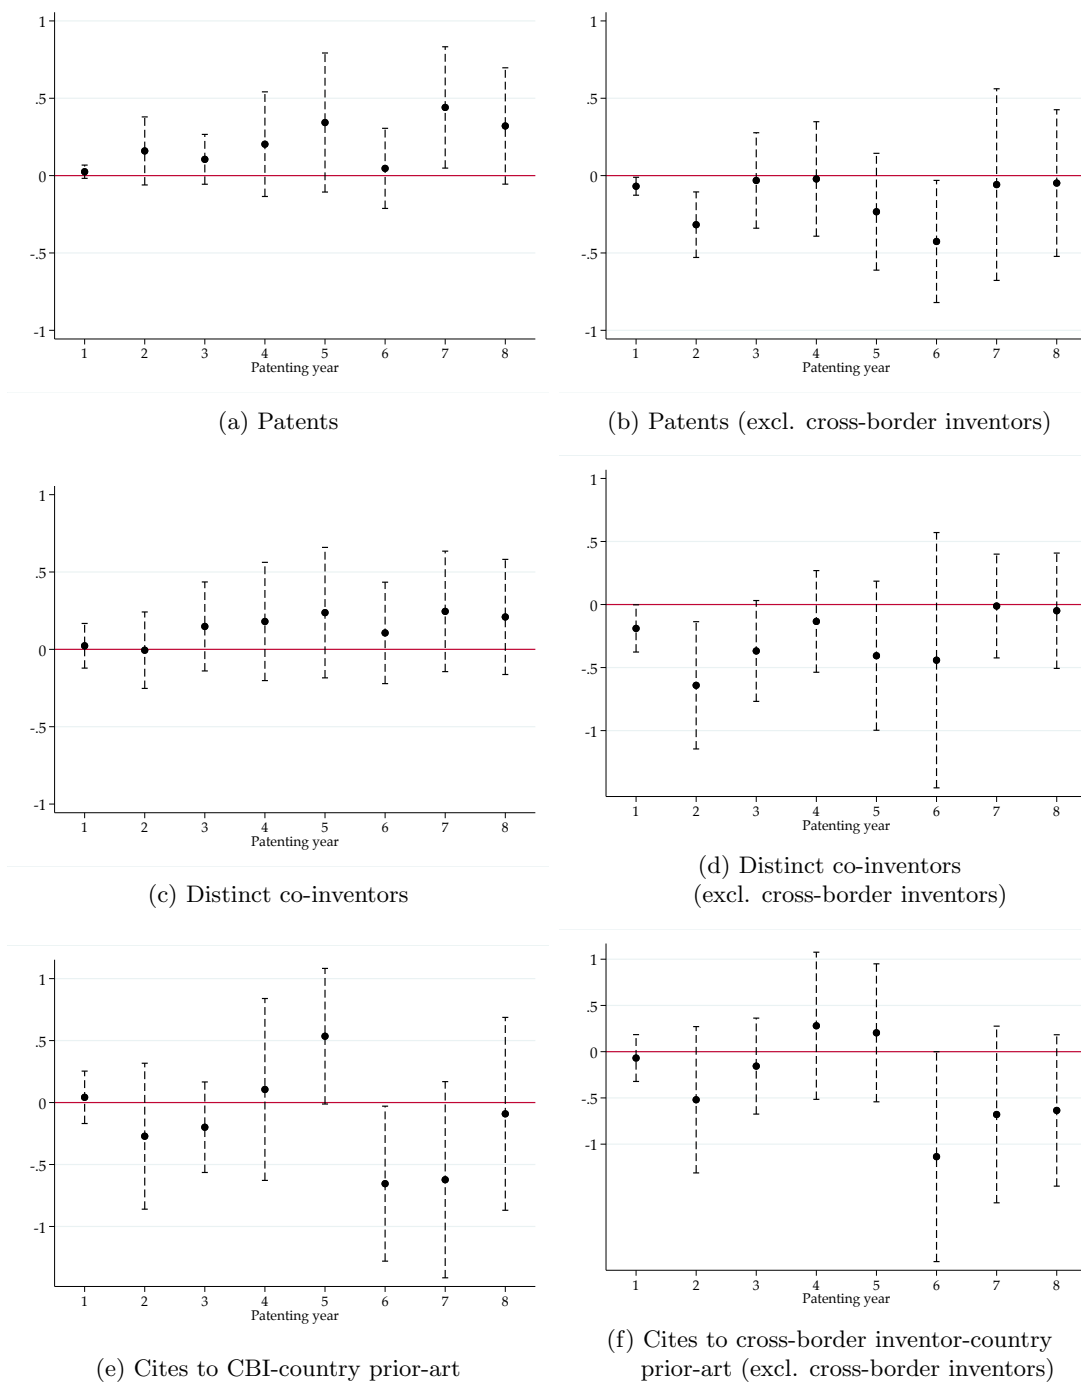 1
.5
0
-.5
-1
1 2 3 4 5 6 7 8
Patenting year
(a) Patents
1
.5
0
-.5
-1
1 2 3 4 5 6 7 8
Patenting year
(b) Patents (excl. cross-border inventors)
1
.5
0
-.5
-1
1 2 3 4 5 6 7 8
Patenting year
(c) Distinct co-inventors
1
.5
0
-.5
-1
1 2 3 4 5 6 7 8
Patenting year
(d) Distinct co-inventors
(excl. cross-border inventors)
1
.5
0
-.5
-1
1 2 3 4 5 6 7 8
Patenting year
(e) Cites to CBI-country prior-art
1
.5
0
-.5
-1
1 2 3 4 5 6 7 8
Patenting year
(f) Cites to cross-border inventor-country
prior-art (excl. cross-border inventors)